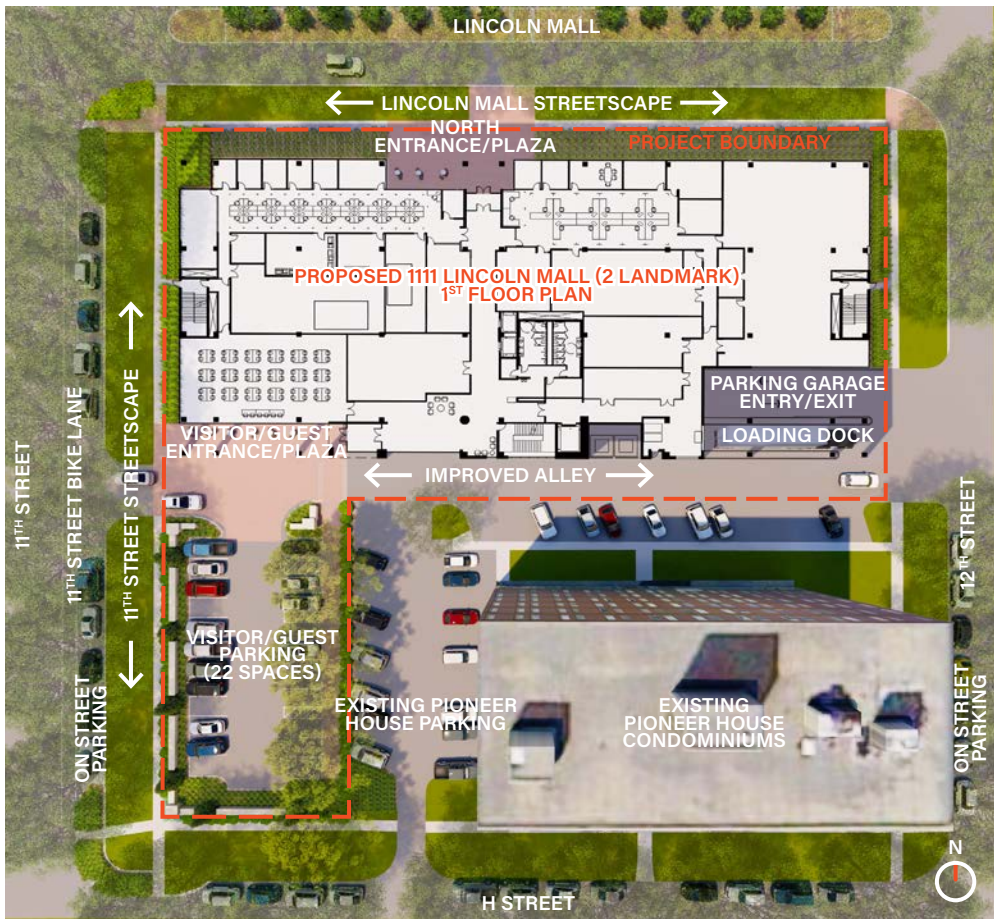 LINCOLN MALL
LINCOLN MALL STREETSCAPE
NORTH
ENTRANCE/PLAZA
PROJECT BOUNDARY
PROPOSED 1111 LINCOLN MALL (2 LANDMARK)
1ST FLOOR PLAN
PARKING GARAGE
ENTRY/EXIT
LOADING DOCK
VISITOR/GUEST
ENTRANCE/PLAZA
IMPROVED ALLEY
11TH STREET
11TH STREET BIKE LANE
11TH STREET STREETSCAPE
12TH STREET
VISITOR/GUEST
PARKING
(22 SPACES)
ON STREET
PARKING
EXISTING PIONEER
HOUSE PARKING
EXISTING
PIONEER HOUSE
CONDOMINIUMS
ON STREET
PARKING
N
H STREET